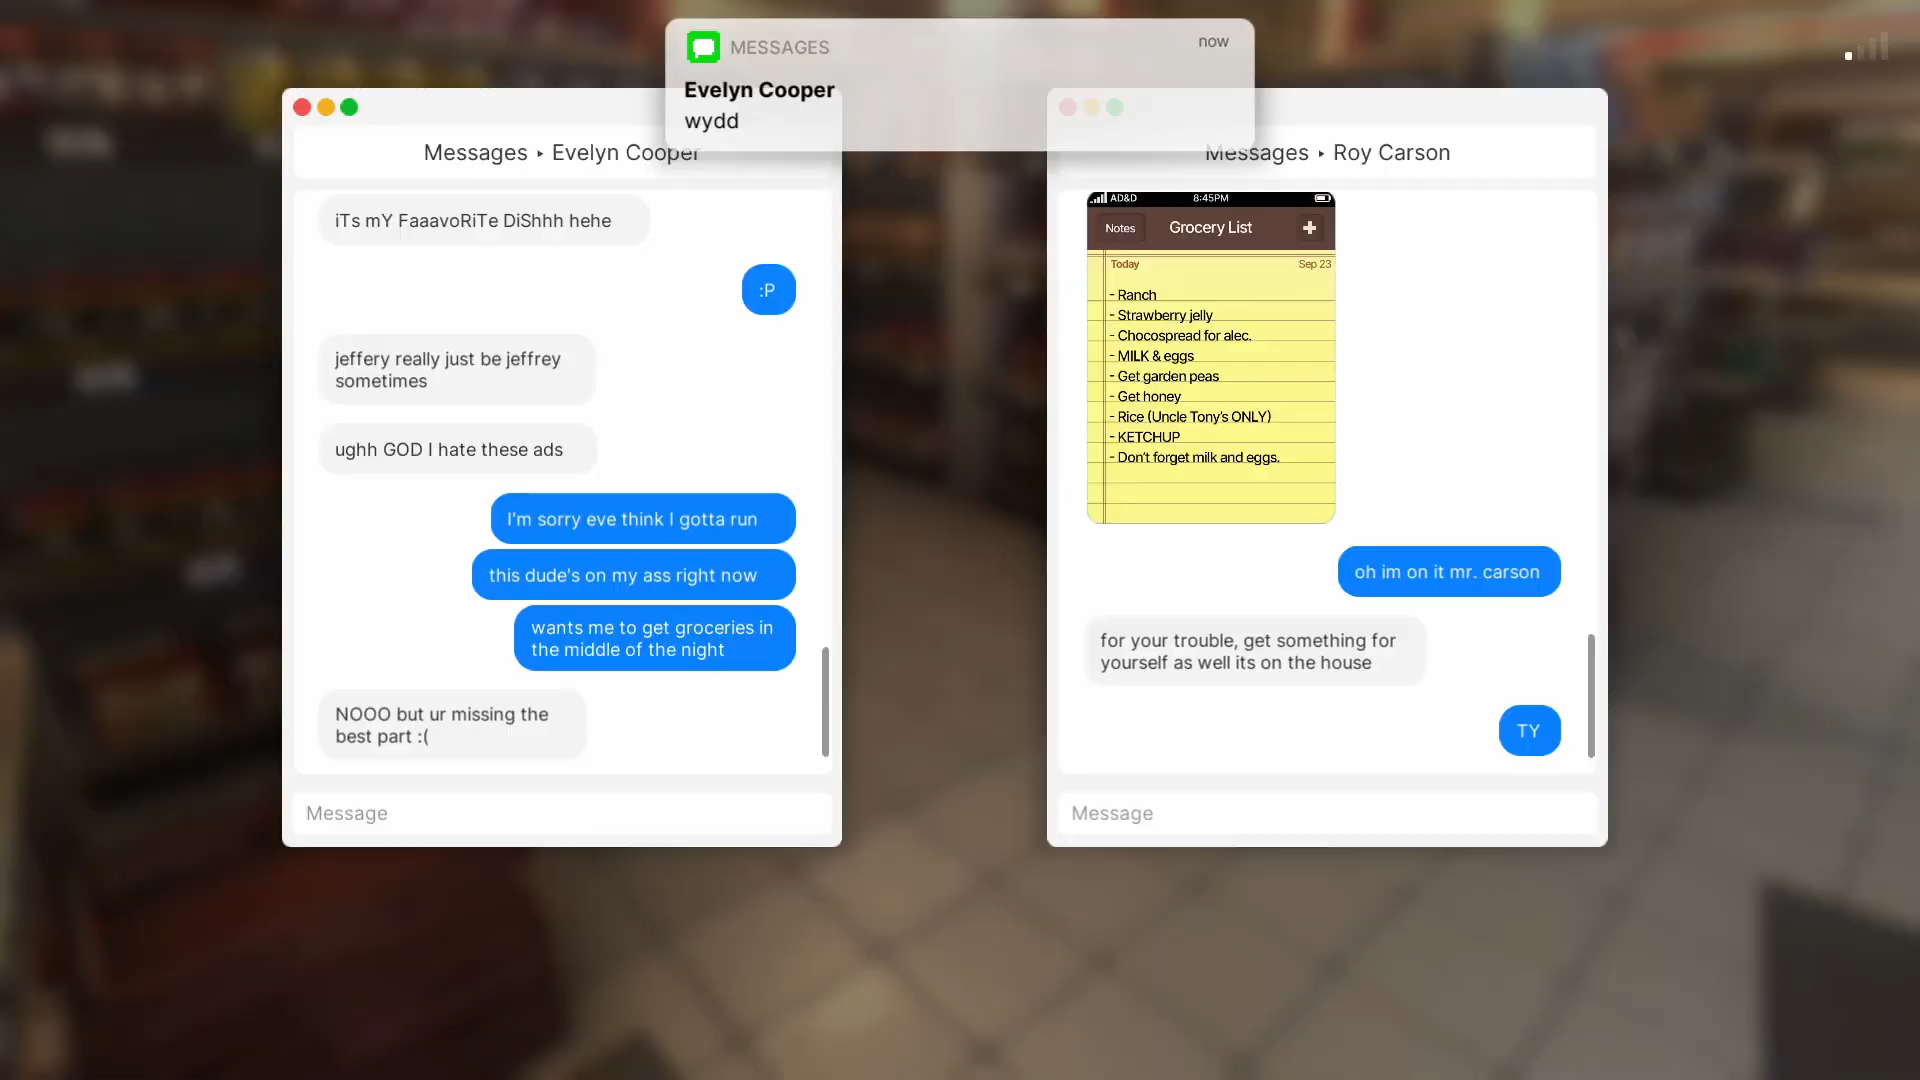 MESSAGES
now
Evelyn Cooper
wydd
Messages ▸ Evelyn Cooper
iTs mY FaaavoRiTe DiShhh hehe
:P
jeffery really just be jeffrey
sometimes
ughh GOD I hate these ads
I'm sorry eve think I gotta run
this dude's on my ass right now
wants me to get groceries in
the middle of the night
NOOO but ur missing the
best part :(
Message
Messages ▸ Roy Carson
AD&D 8:45PM
Notes Grocery List
Today Sep 23
- Ranch
- Strawberry jelly
- Chocospread for alec.
- MILK & eggs
- Get garden peas
- Get honey
- Rice (Uncle Tony's ONLY)
- KETCHUP
- Don't forget milk and eggs.
oh im on it mr. carson
for your trouble, get something for
yourself as well its on the house
TY
Message